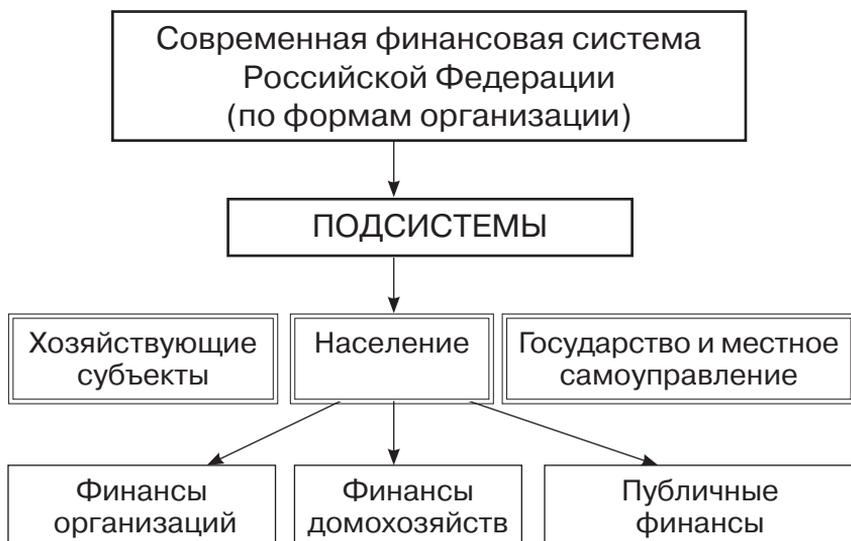 Современная финансовая система
Российской Федерации
(по формам организации)
ПОДСИСТЕМЫ
Хозяйствующие
субъекты
Население
Государство и местное
самоуправление
Финансы
организаций
Финансы
домохозяйств
Публичные
финансы